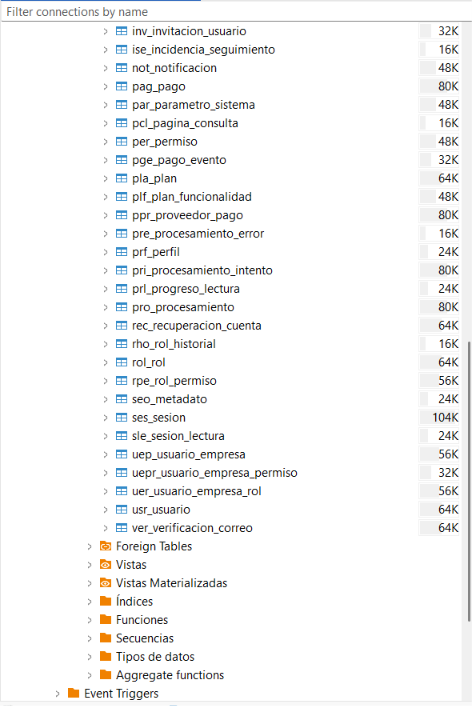 Filter connections by name
inv_invitacion_usuario 32K
ise_incidencia_seguimiento 16K
not_notificacion 48K
pag_pago 80K
par_parametro_sistema 48K
pcl_pagina_consulta 16K
per_permiso 48K
pge_pago_evento 32K
pla_plan 64K
plf_plan_funcionalidad 48K
ppr_proveedor_pago 80K
pre_procesamiento_error 16K
prf_perfil 24K
pri_procesamiento_intento 80K
prl_progreso_lectura 24K
pro_procesamiento 80K
rec_recuperacion_cuenta 64K
rho_rol_historial 16K
rol_rol 64K
rpe_rol_permiso 56K
seo_metadato 24K
ses_sesion 104K
sle_sesion_lectura 24K
uep_usuario_empresa 56K
uepr_usuario_empresa_permiso 32K
uer_usuario_empresa_rol 56K
usr_usuario 64K
ver_verificacion_correo 64K
Foreign Tables
Vistas
Vistas Materializadas
Índices
Funciones
Secuencias
Tipos de datos
Aggregate functions
Event Triggers